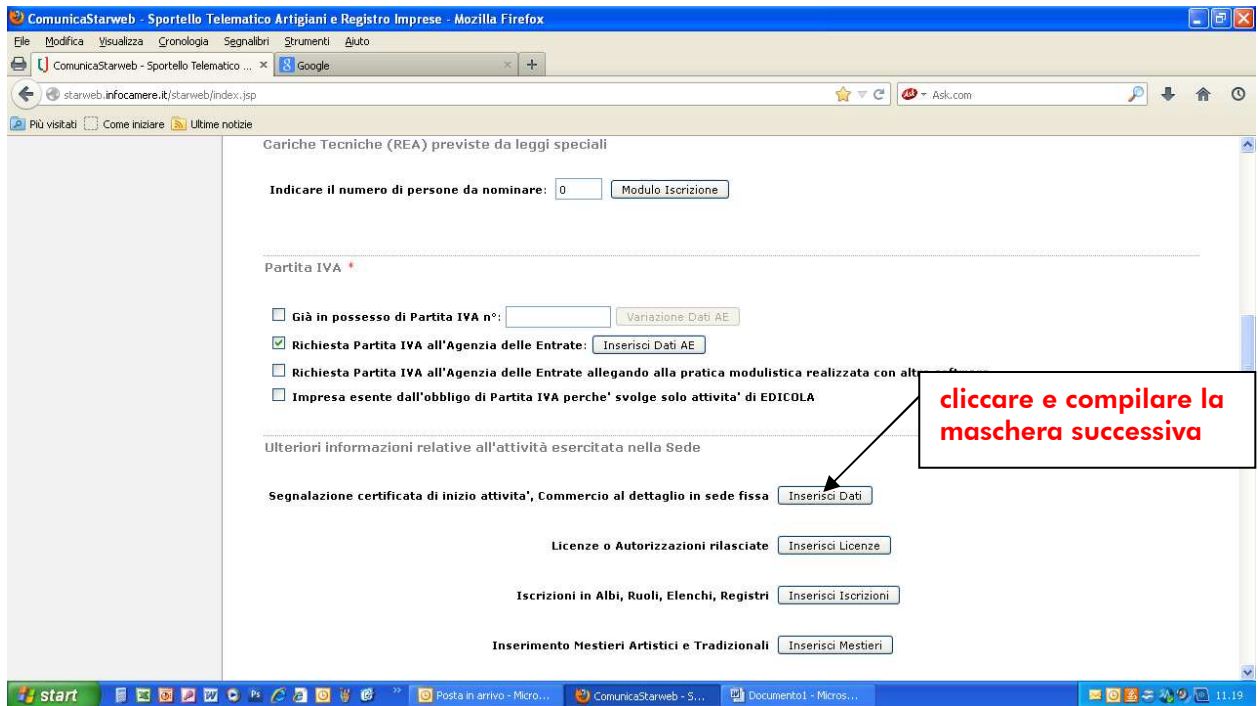 ComunicaStarweb - Sportello Telematico Artigiani e Registro Imprese - Mozilla Firefox
File Modifica Visualizza Cronologia Segnalibri Strumenti Aiuto
ComunicaStarweb - Sportello Telematico ... × Google × +
starweb.infocamere.it/starweb/index.jsp Ask.com
Più visitati Come iniziare Ultime notizie
Cariche Tecniche (REA) previste da leggi speciali
Indicare il numero di persone da nominare: 0 Modulo Iscrizione
Partita IVA *
Già in possesso di Partita IVA n°: Variazione Dati AE
Richiesta Partita IVA all'Agenzia delle Entrate: Inserisci Dati AE
Richiesta Partita IVA all'Agenzia delle Entrate allegando alla pratica modulistica realizzata con
Impresa esente dall'obbligo di Partita IVA perche' svolge solo attivita' di EDICOLA
cliccare e compilare la
maschera successiva
Ulteriori informazioni relative all'attività esercitata nella Sede
Segnalazione certificata di inizio attivita', Commercio al dettaglio in sede fissa Inserisci Dati
Licenze o Autorizzazioni rilasciate Inserisci Licenze
Iscrizioni in Albi, Ruoli, Elenchi, Registri Inserisci Iscrizioni
Inserimento Mestieri Artistici e Tradizionali Inserisci Mestieri
start Posta in arrivo - Micro... ComunicaStarweb - S... Documento1 - Micros... 11.19